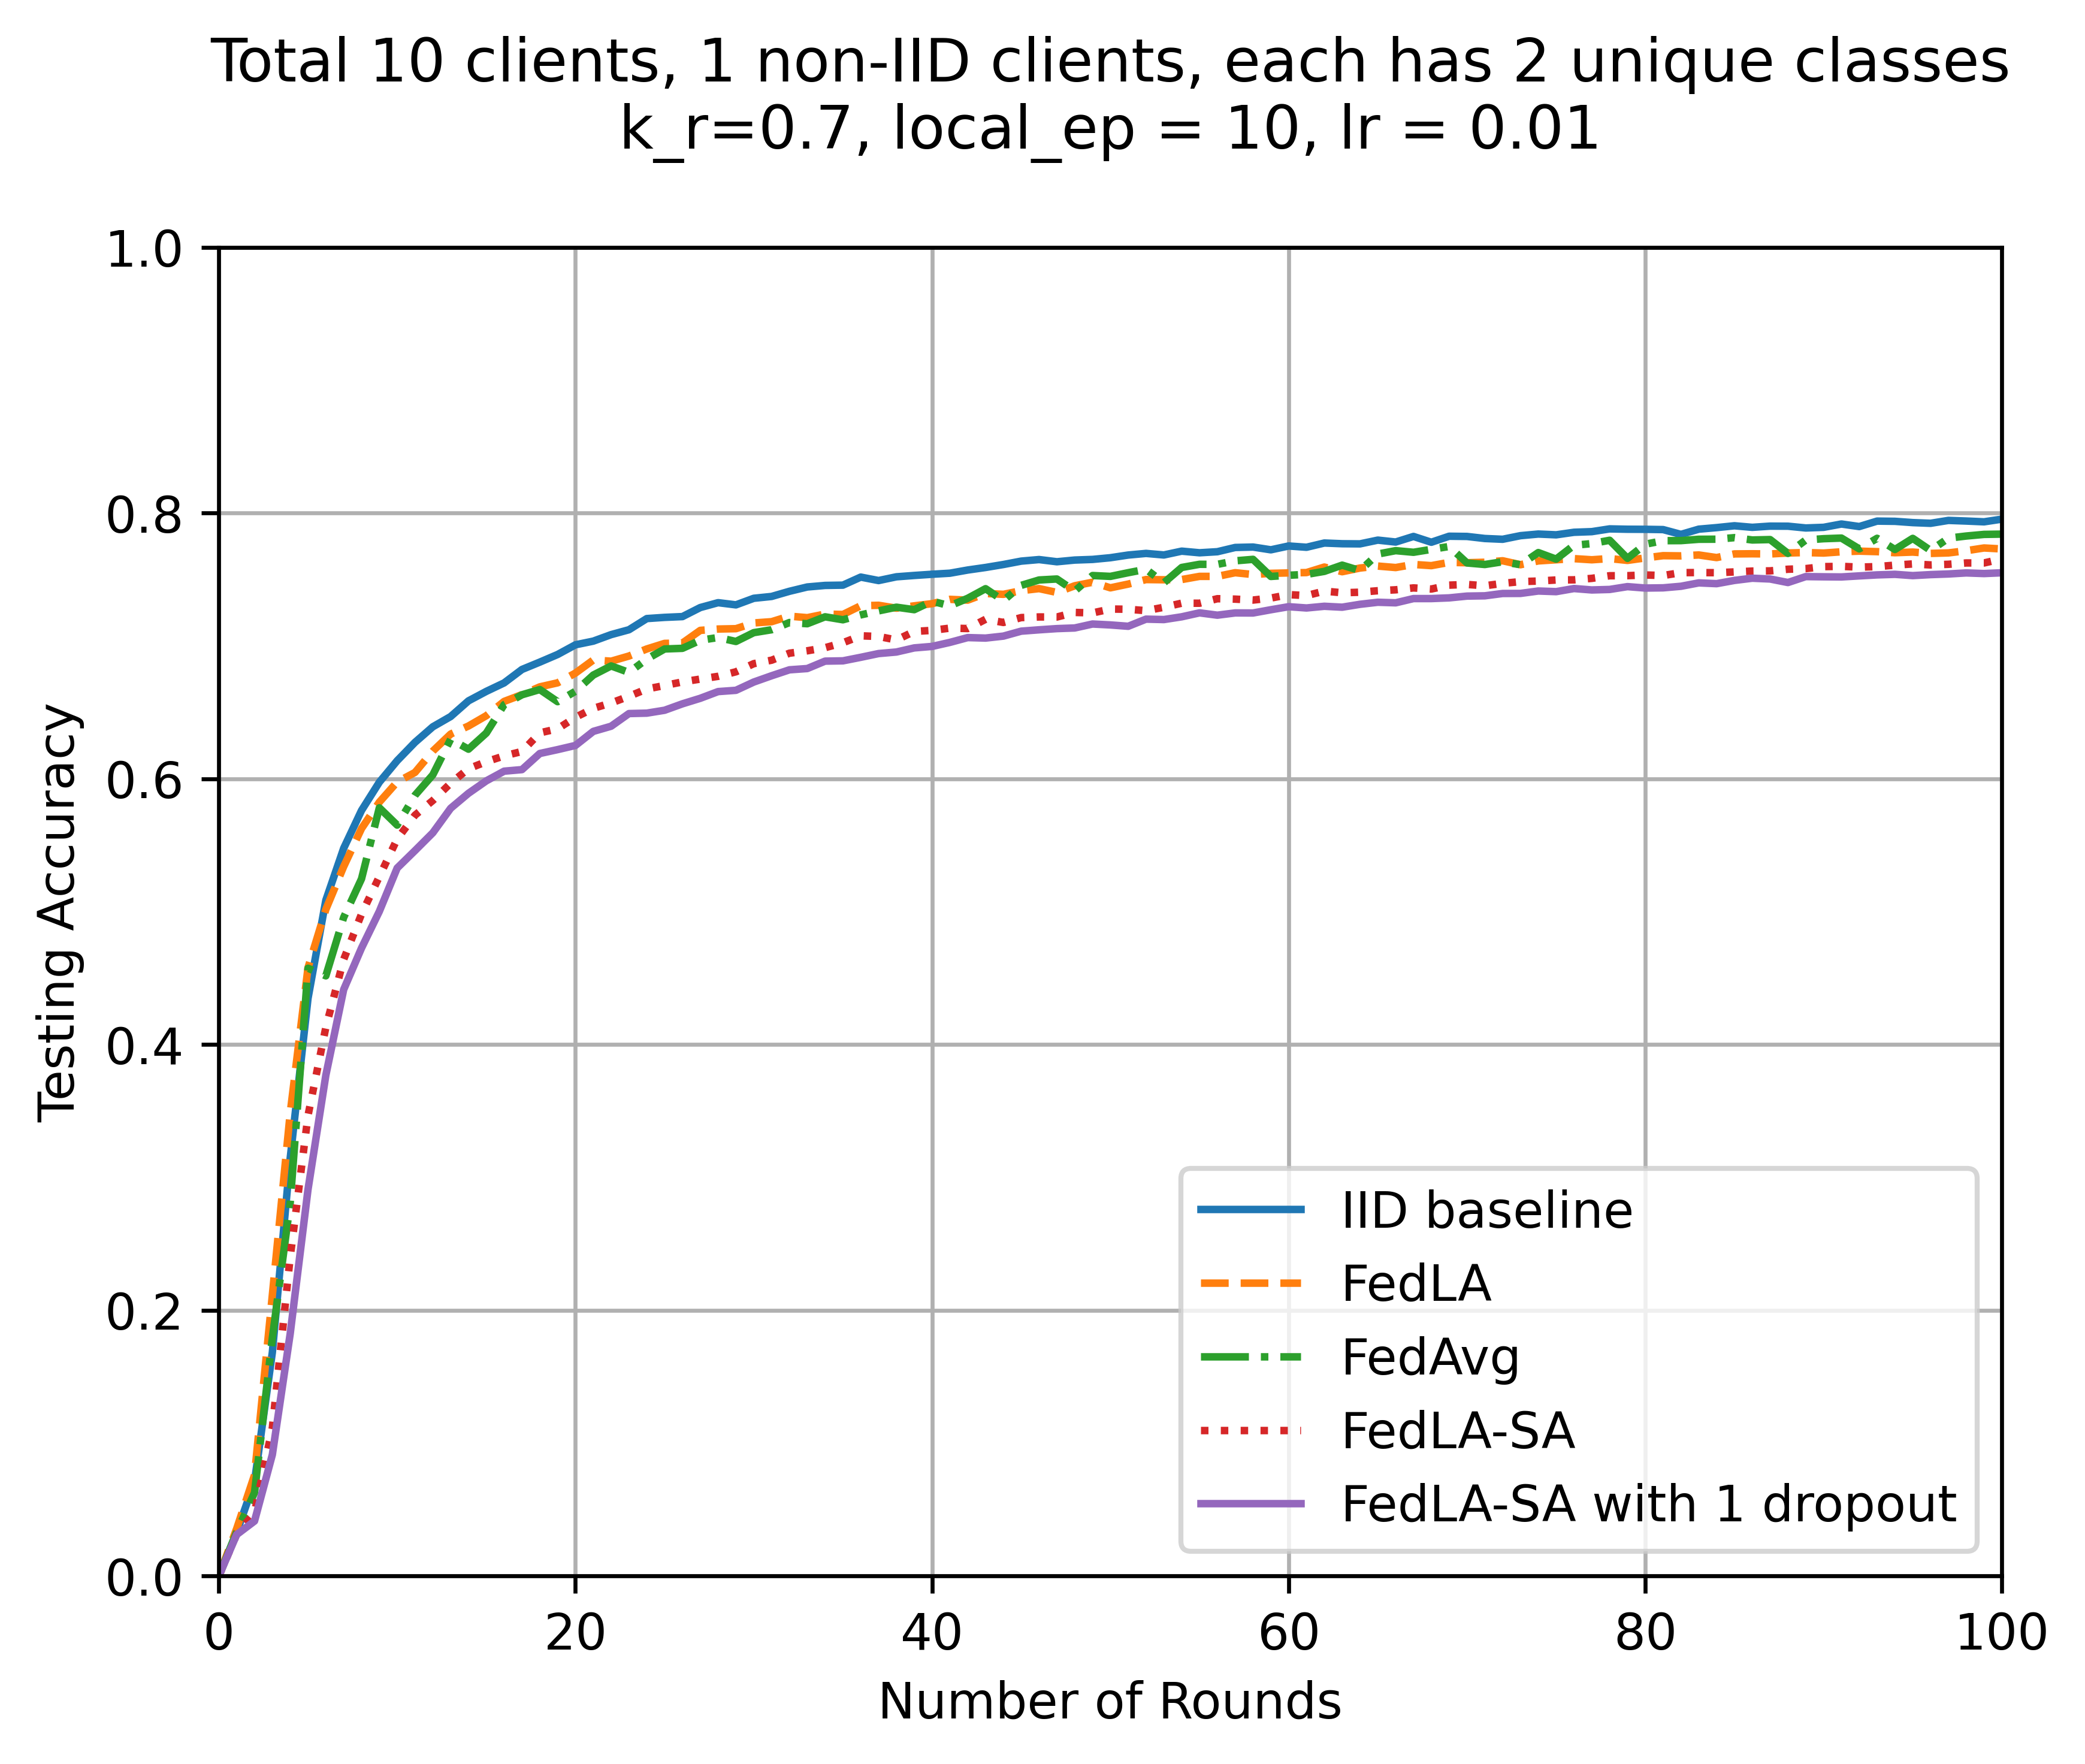 Total 10 clients, 1 non-IID clients, each has 2 unique classes
k_r=0.7, local_ep = 10, lr = 0.01
1.0
0.8
0.6
0.4
0.2
0.0
Testing Accuracy
IID baseline
FedLA
FedAvg
FedLA-SA
FedLA-SA with 1 dropout
0 20 40 60 80 100
Number of Rounds